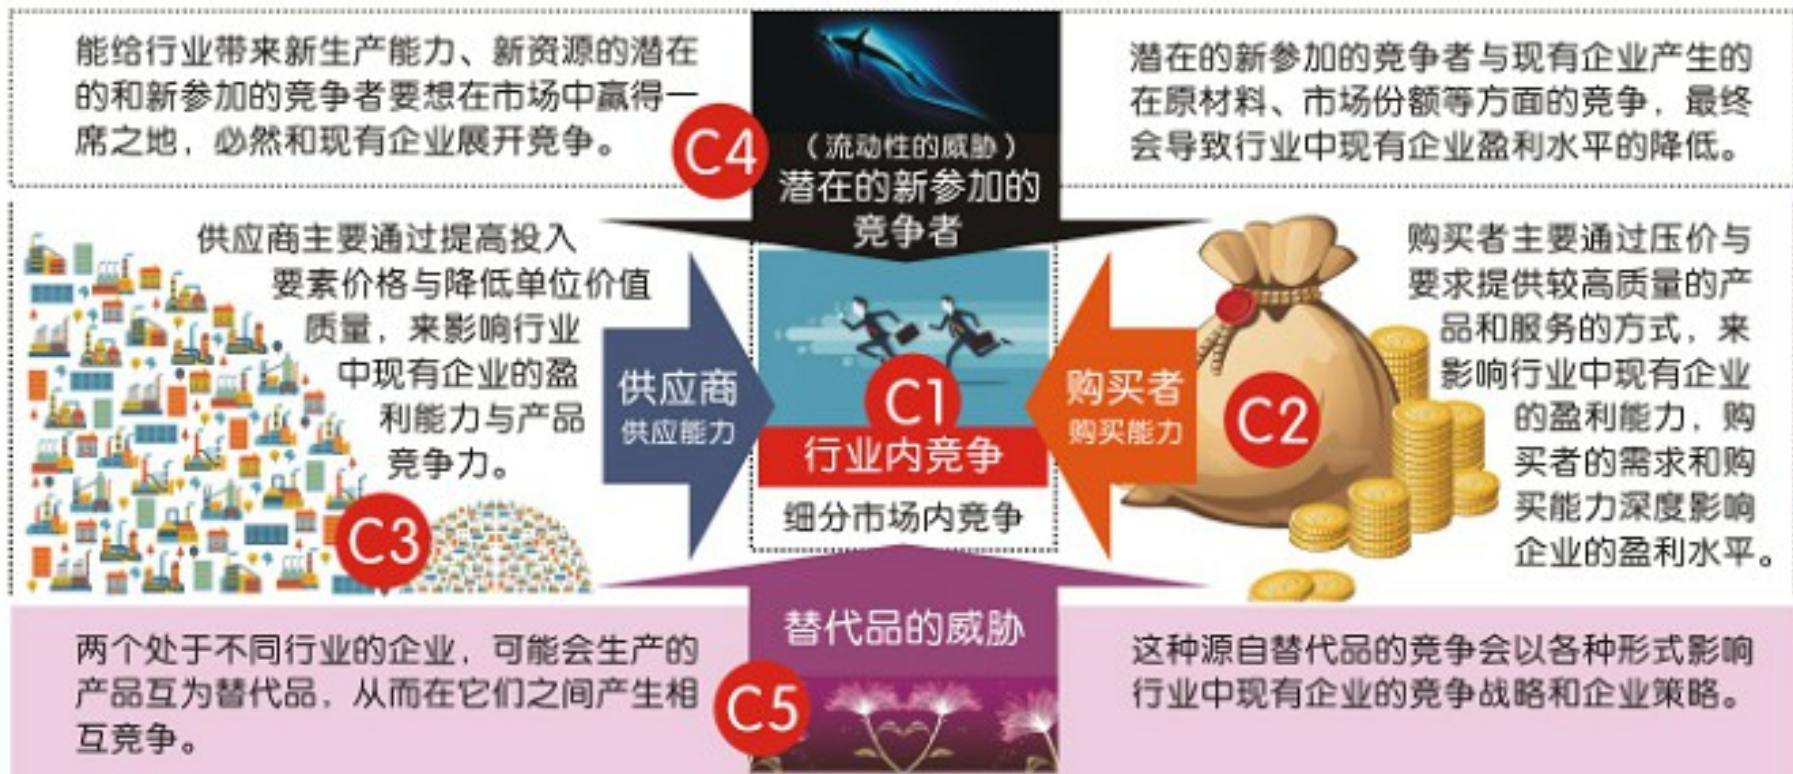 能给行业带来新生产能力、新资源的潜在
的和新参加的竞争者要想在市场中赢得一
席之地，必然和现有企业展开竞争。
C4
（流动性的威胁）
潜在的新参加的
竞争者
潜在的新参加的竞争者与现有企业产生的
在原材料、市场份额等方面的竞争，最终
会导致行业中现有企业盈利水平的降低。
供应商主要通过提高投入
要素价格与降低单位价值
质量，来影响行业
中现有企业的盈
利能力与产品
竞争力。
C3
供应商
供应能力
C1
行业内竞争
细分市场内竞争
购买者
购买能力
C2
购买者主要通过压价与
要求提供较高质量的产
品和服务的方式，来
影响行业中现有企业
的盈利能力，购
买者的需求和购
买能力深度影响
企业的盈利水平。
两个处于不同行业的企业，可能会生产的
产品互为替代品，从而在它们之间产生相
互竞争。
替代品的威胁
C5
这种源自替代品的竞争会以各种形式影响
行业中现有企业的竞争战略和企业策略。